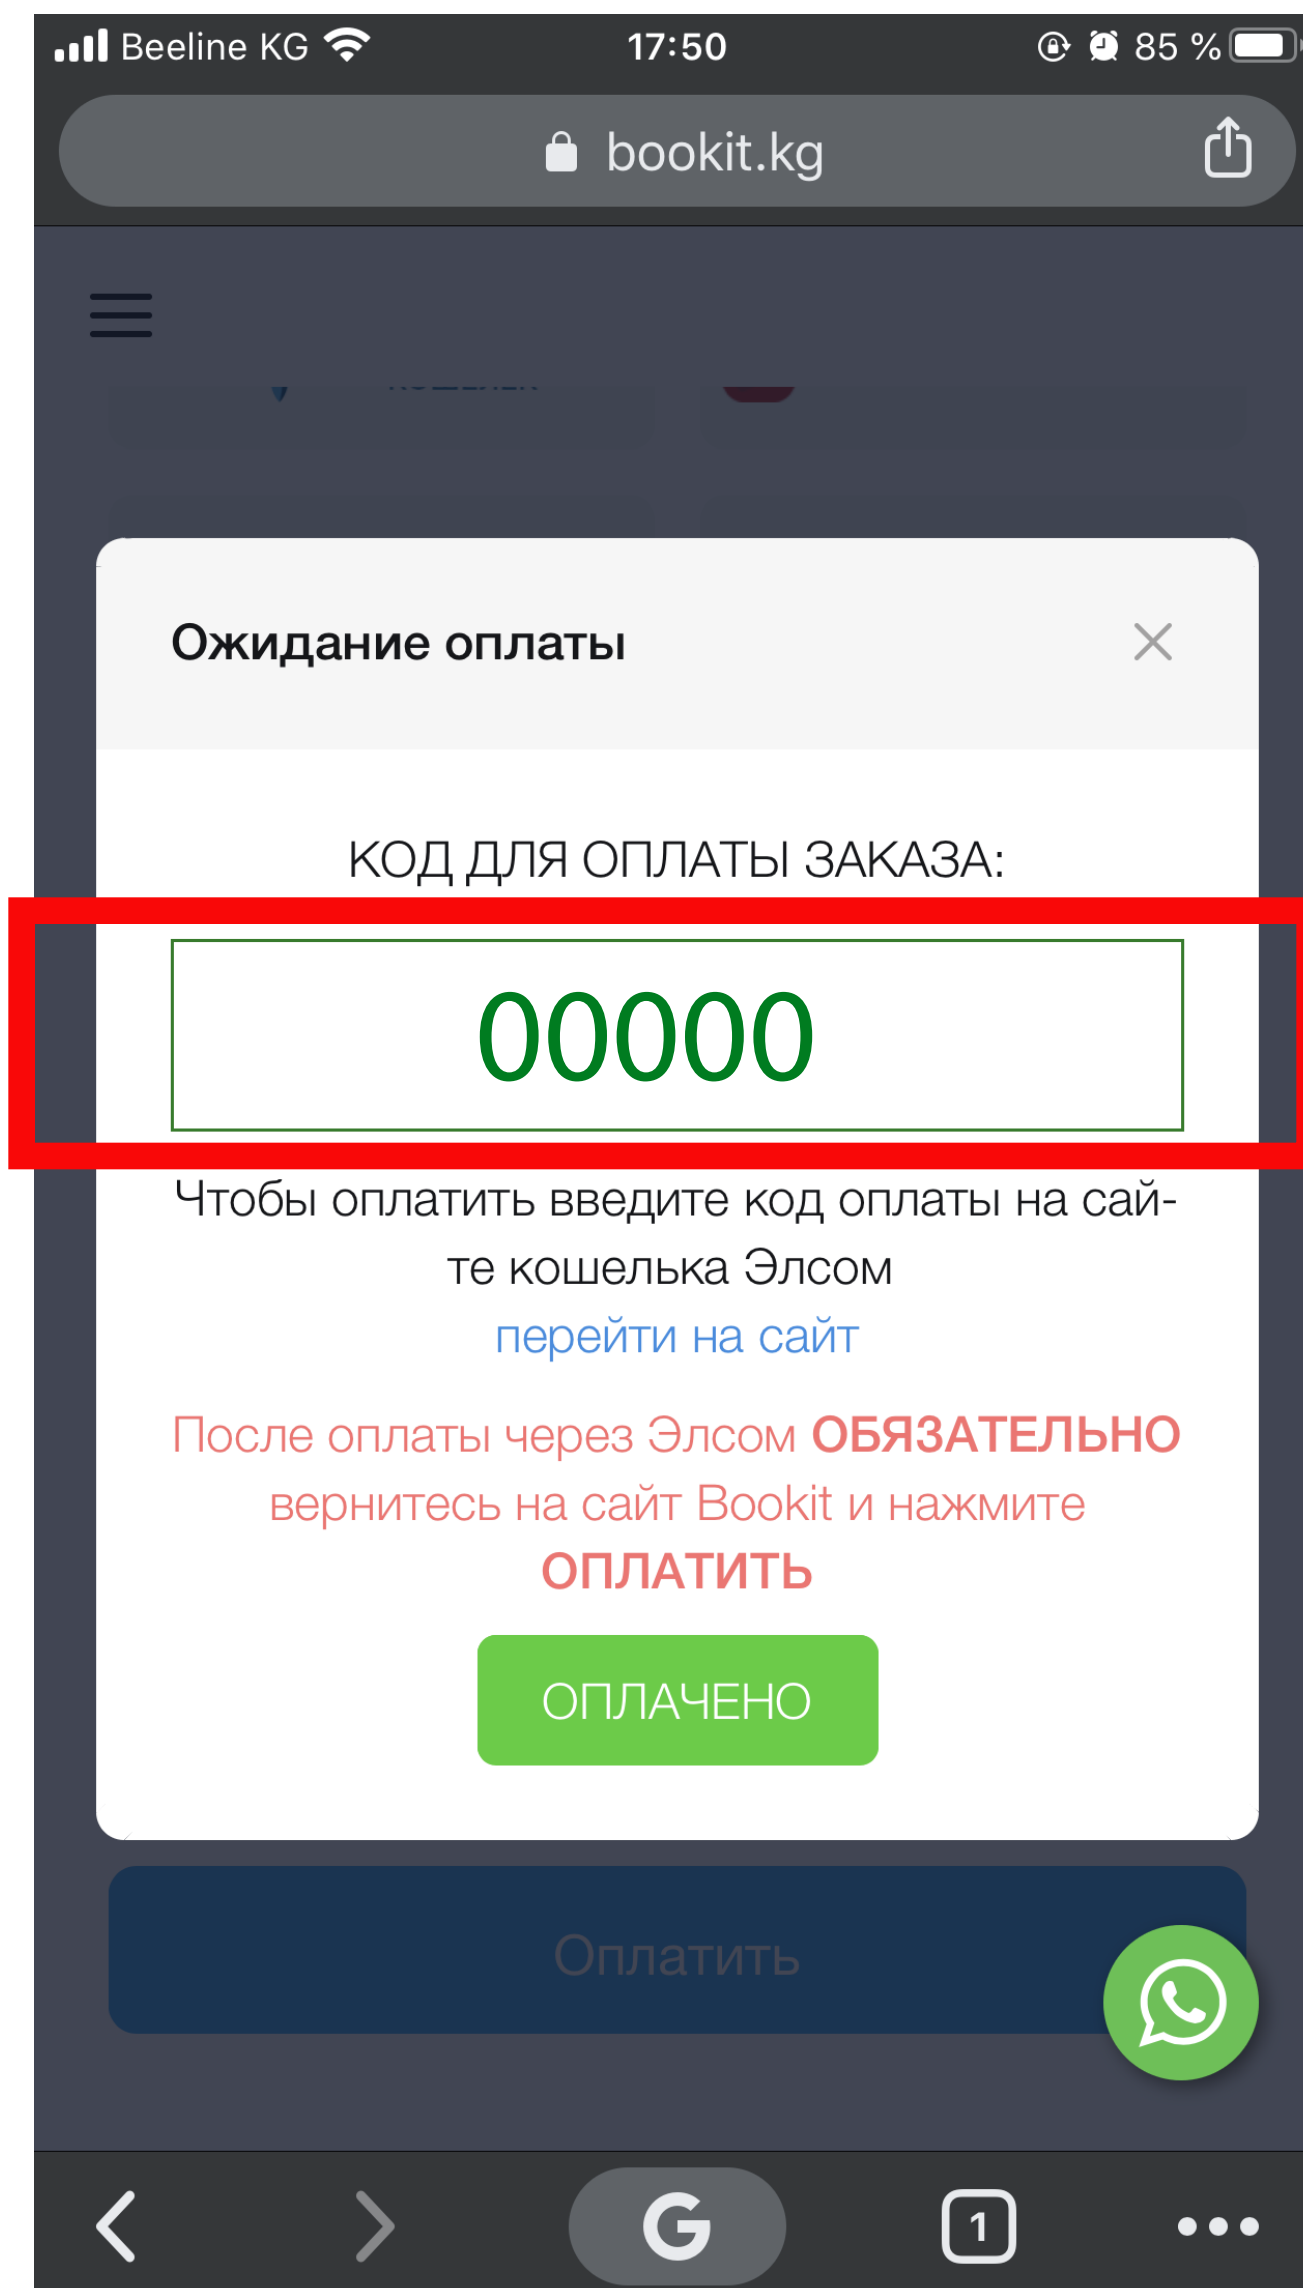 Beeline KG 17:50 85 %
bookit.kg
Ожидание оплаты
КОД ДЛЯ ОПЛАТЫ ЗАКАЗА:
00000
Чтобы оплатить введите код оплаты на сай-
те кошелька Элсом
перейти на сайт
После оплаты через Элсом ОБЯЗАТЕЛЬНО
вернитесь на сайт Bookit и нажмите
ОПЛАТИТЬ
ОПЛАЧЕНО
Оплатить
G 1